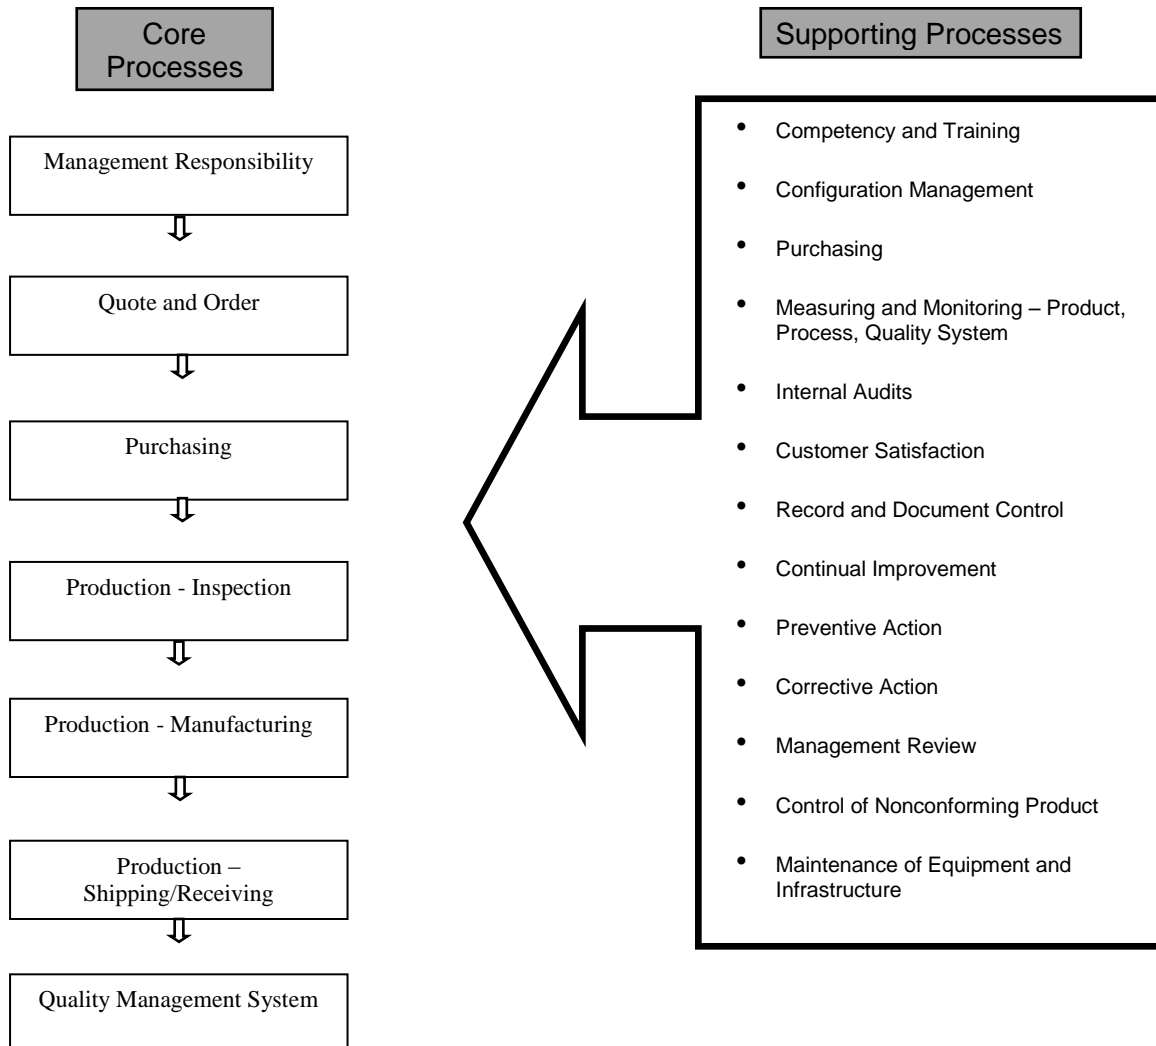 Core
Processes
Management Responsibility
Quote and Order
Purchasing
Production - Inspection
Production - Manufacturing
Production –
Shipping/Receiving
Quality Management System
Supporting Processes
• Competency and Training
• Configuration Management
• Purchasing
• Measuring and Monitoring – Product,
Process, Quality System
• Internal Audits
• Customer Satisfaction
• Record and Document Control
• Continual Improvement
• Preventive Action
• Corrective Action
• Management Review
• Control of Nonconforming Product
• Maintenance of Equipment and
Infrastructure